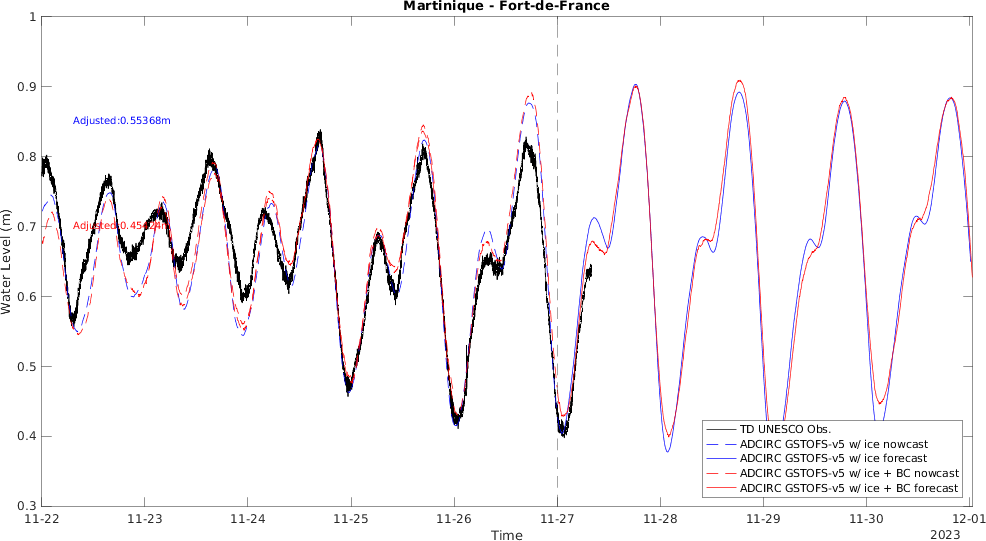 Martinique - Fort-de-France
1
0.9
0.8
0.7
0.6
0.5
0.4
0.3
Water Level (m)
Adjusted:0.55368m
TD UNESCO Obs.
ADCIRC GSTOFS-v5 w/ ice nowcast
ADCIRC GSTOFS-v5 w/ ice forecast
ADCIRC GSTOFS-v5 w/ ice + BC nowcast
ADCIRC GSTOFS-v5 w/ ice + BC forecast
11-22 11-23 11-24 11-25 11-26 11-27 11-28 11-29 11-30 12-01
Time
2023